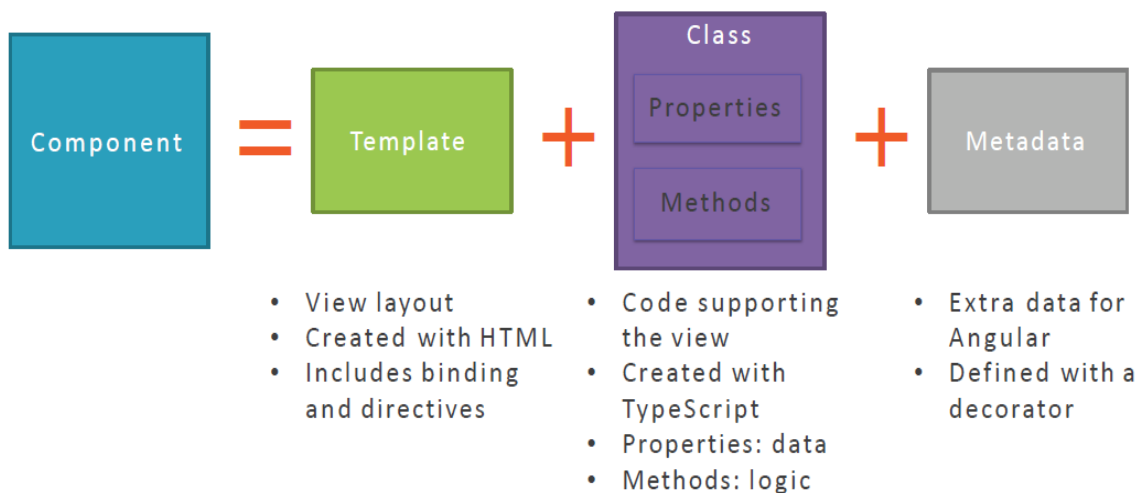 Component
=
Template
+
Class
Properties
Methods
+
Metadata
• View layout
• Created with HTML
• Includes binding
and directives
• Code supporting
the view
• Created with
TypeScript
• Properties: data
• Methods: logic
• Extra data for
Angular
• Defined with a
decorator